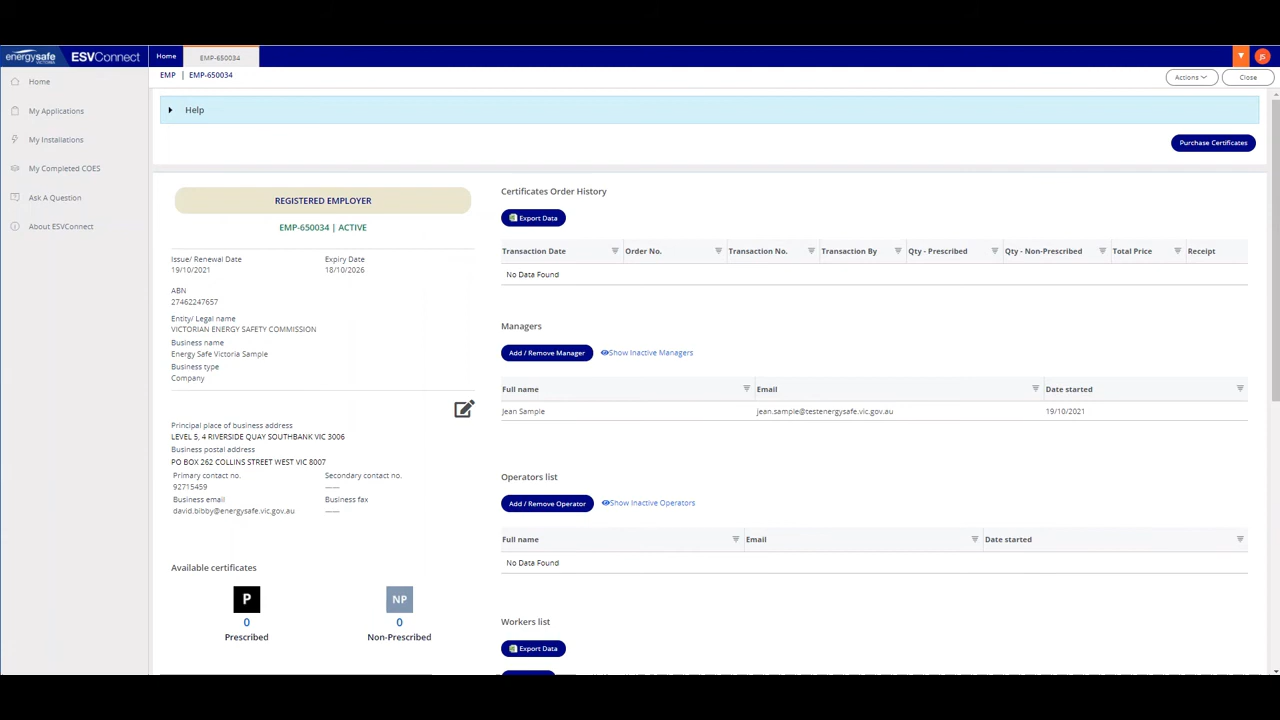 energysafe
VICTORIA
ESVConnect
Home
EMP-650034
JS
EMP | EMP-650034
Actions
Close
Home
My Applications
My Installations
My Completed COES
Ask A Question
About ESVConnect
Help
Purchase Certificates
REGISTERED EMPLOYER
EMP-650034 | ACTIVE
Issue/ Renewal Date
Expiry Date
19/10/2021
18/10/2026
ABN
27462247657
Entity/ Legal name
VICTORIAN ENERGY SAFETY COMMISSION
Business name
Energy Safe Victoria Sample
Business type
Company
Principal place of business address
LEVEL 5, 4 RIVERSIDE QUAY SOUTHBANK VIC 3006
Business postal address
PO BOX 262 COLLINS STREET WEST VIC 8007
Primary contact no.
Secondary contact no.
92715459
-----
Business email
Business fax
david.bibby@energysafe.vic.gov.au
-----
Available certificates
P
NP
0
0
Prescribed
Non-Prescribed
Certificates Order History
Export Data
Transaction Date Order No. Transaction No. Transaction By Qty - Prescribed Qty - Non-Prescribed Total Price Receipt
No Data Found
Managers
Add / Remove Manager Show Inactive Managers
Full name Email Date started
Jean Sample jean.sample@testenergysafe.vic.gov.au 19/10/2021
Operators list
Add / Remove Operator Show Inactive Operators
Full name Email Date started
No Data Found
Workers list
Export Data